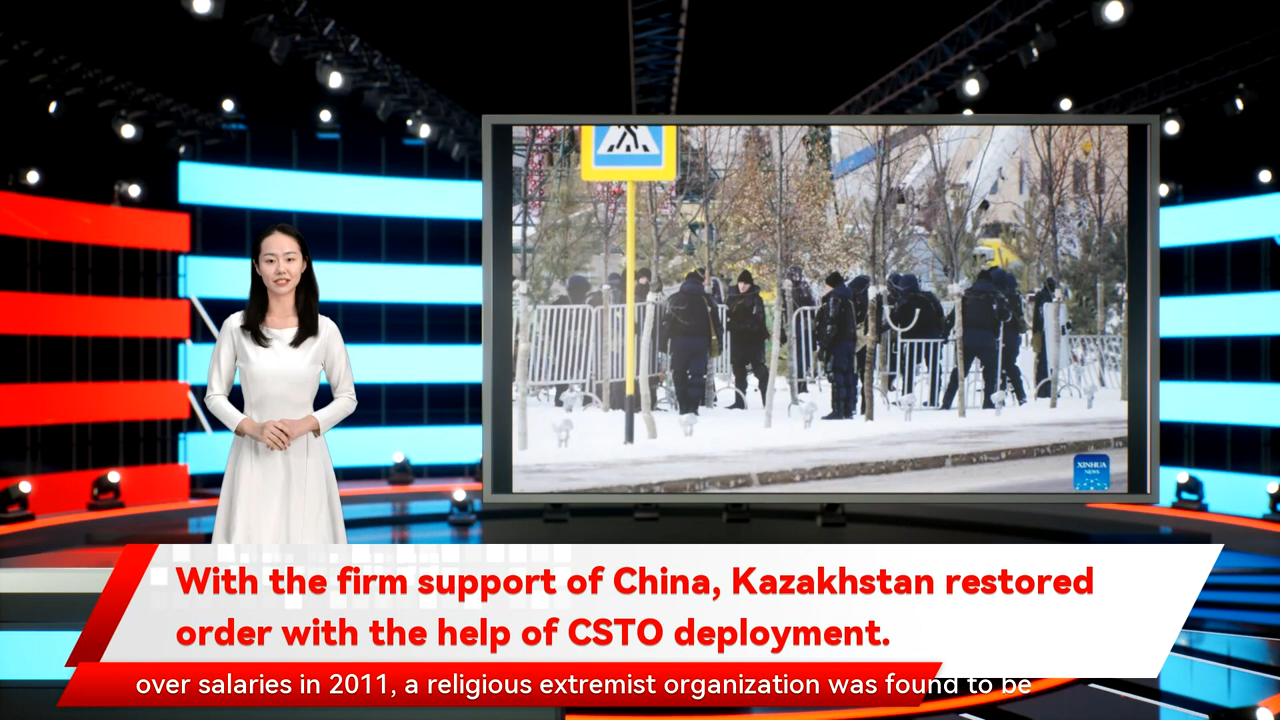 XINHUA
NEWS
With the firm support of China, Kazakhstan restored
order with the help of CSTO deployment.
over salaries in 2011, a religious extremist organization was found to be